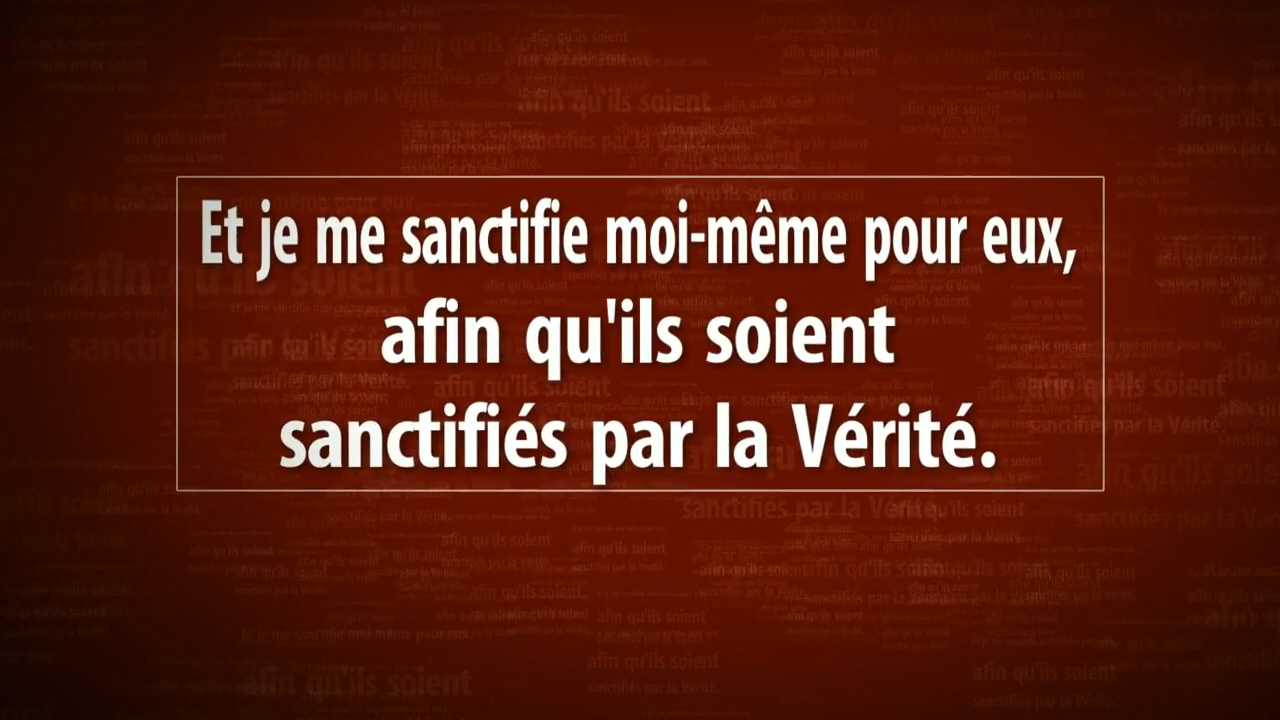 Et je me sanctifie moi-même pour eux,
afin qu'ils soient
sanctifiés par la Vérité.